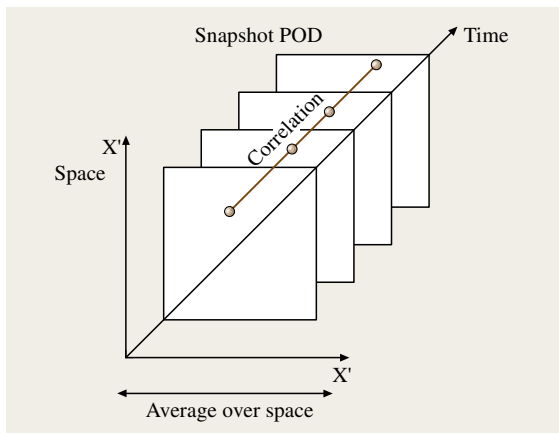 Snapshot POD
Time
Correlation
X'
Space
X'
Average over space